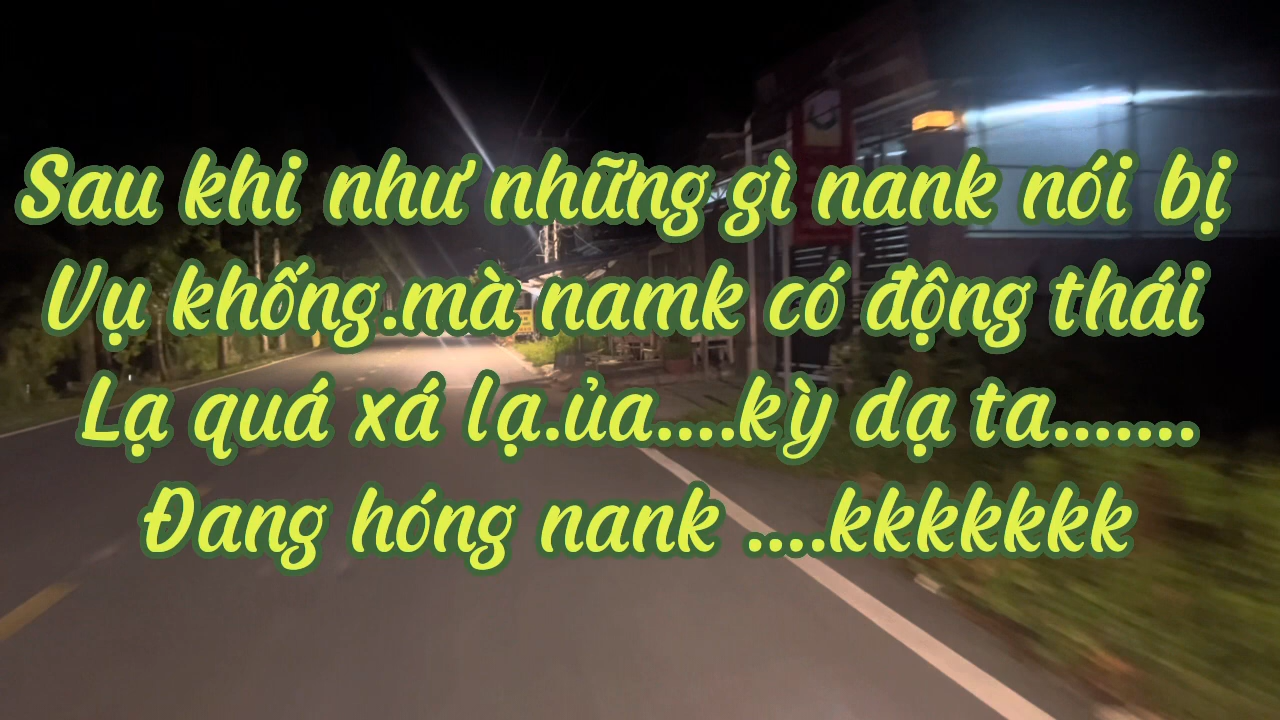 Sau khi như những gì nank nói bị
Vụ khống.mà namk có động thái
Lạ quá xá lạ.ủa....kỳ dạ ta.......
Đang hóng nank ....kkkkkkk